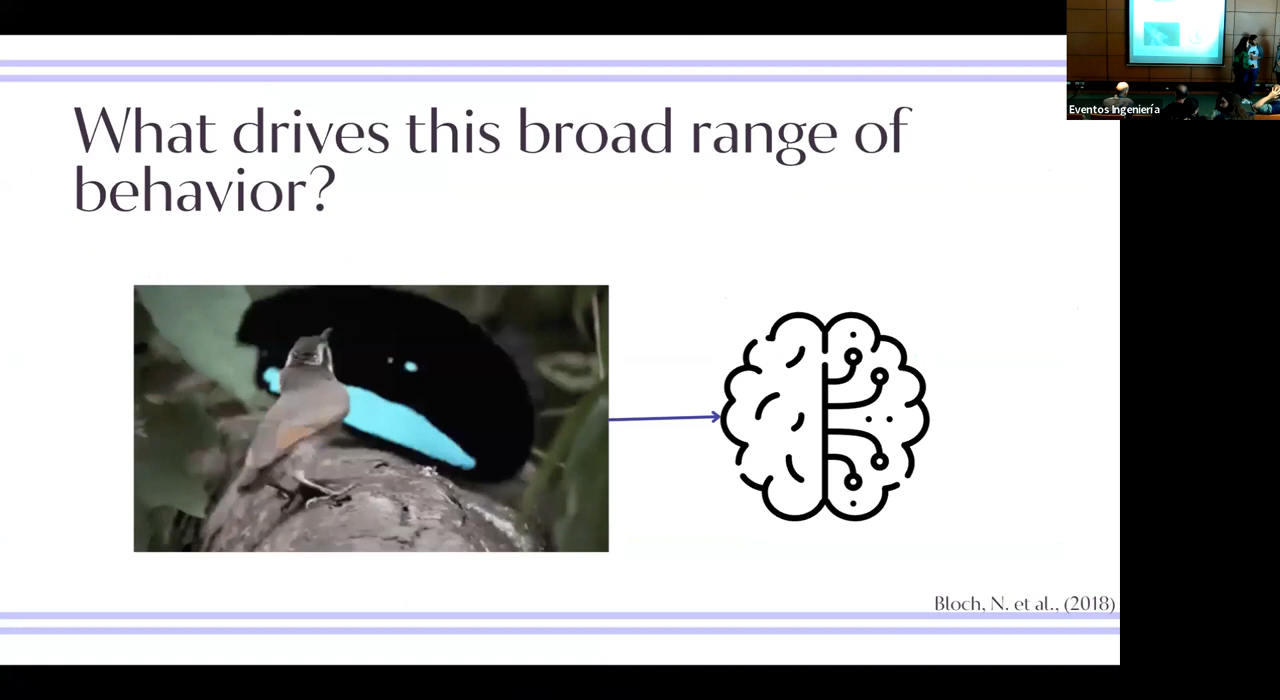 What drives this broad range of
behavior?
Bloch, N. et al., (2018)
Eventos Ingeniería